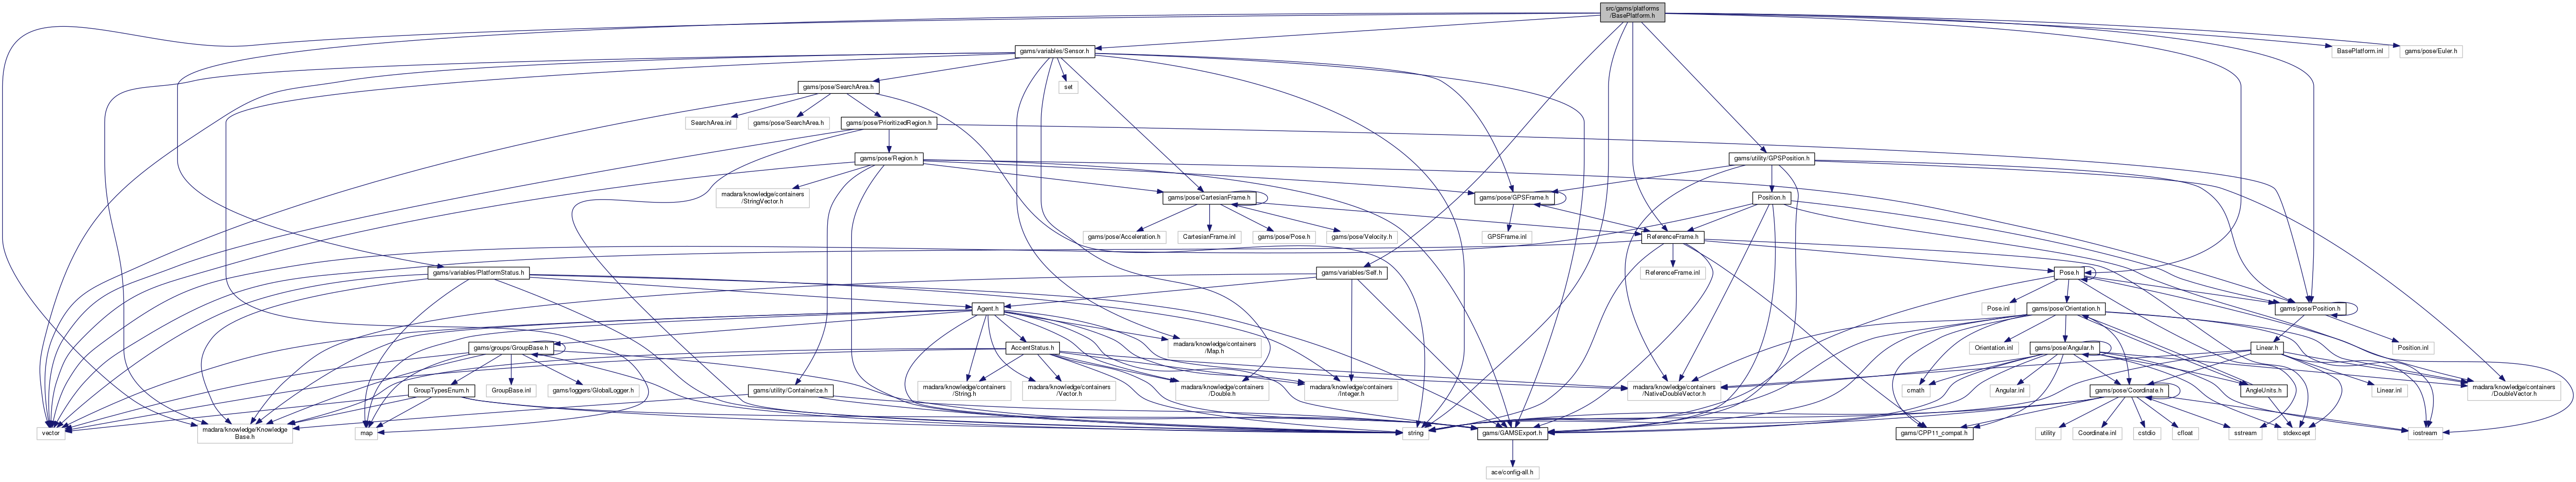 src/gams/platforms
/BasePlatform.h
gams/variables/Sensor.h
BasePlatform.inl
gams/pose/Euler.h
gams/pose/SearchArea.h
set
SearchArea.inl
gams/pose/SearchArea.h
gams/pose/PrioritizedRegion.h
gams/pose/Region.h
gams/utility/GPSPosition.h
madara/knowledge/containers
/StringVector.h
gams/pose/CartesianFrame.h
gams/pose/GPSFrame.h
Position.h
gams/pose/Acceleration.h
CartesianFrame.inl
gams/pose/Pose.h
gams/pose/Velocity.h
GPSFrame.inl
ReferenceFrame.h
gams/variables/PlatformStatus.h
gams/variables/Self.h
ReferenceFrame.inl
Pose.h
Agent.h
Pose.inl
gams/pose/Orientation.h
gams/pose/Position.h
gams/groups/GroupBase.h
AccentStatus.h
madara/knowledge/containers
/Map.h
Orientation.inl
gams/pose/Angular.h
Linear.h
Position.inl
GroupTypesEnum.h
GroupBase.inl
gams/loggers/GlobalLogger.h
gams/utility/Containerize.h
madara/knowledge/containers
/String.h
madara/knowledge/containers
/Vector.h
madara/knowledge/containers
/Double.h
madara/knowledge/containers
/Integer.h
madara/knowledge/containers
/NativeDoubleVector.h
cmath
Angular.inl
gams/pose/Coordinate.h
AngleUnits.h
Linear.inl
madara/knowledge/containers
/DoubleVector.h
vector
madara/knowledge/Knowledge
Base.h
map
string
gams/GAMSExport.h
gams/CPP11_compat.h
utility
Coordinate.inl
cstdio
cfloat
sstream
stdexcept
iostream
ace/config-all.h